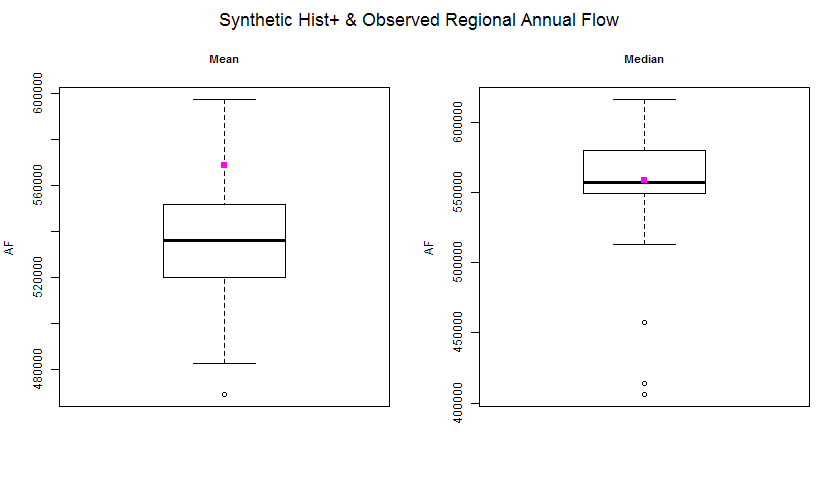 Synthetic Hist+ & Observed Regional Annual Flow
Mean
AF
600000
560000
520000
480000
Median
AF
600000
550000
500000
450000
400000